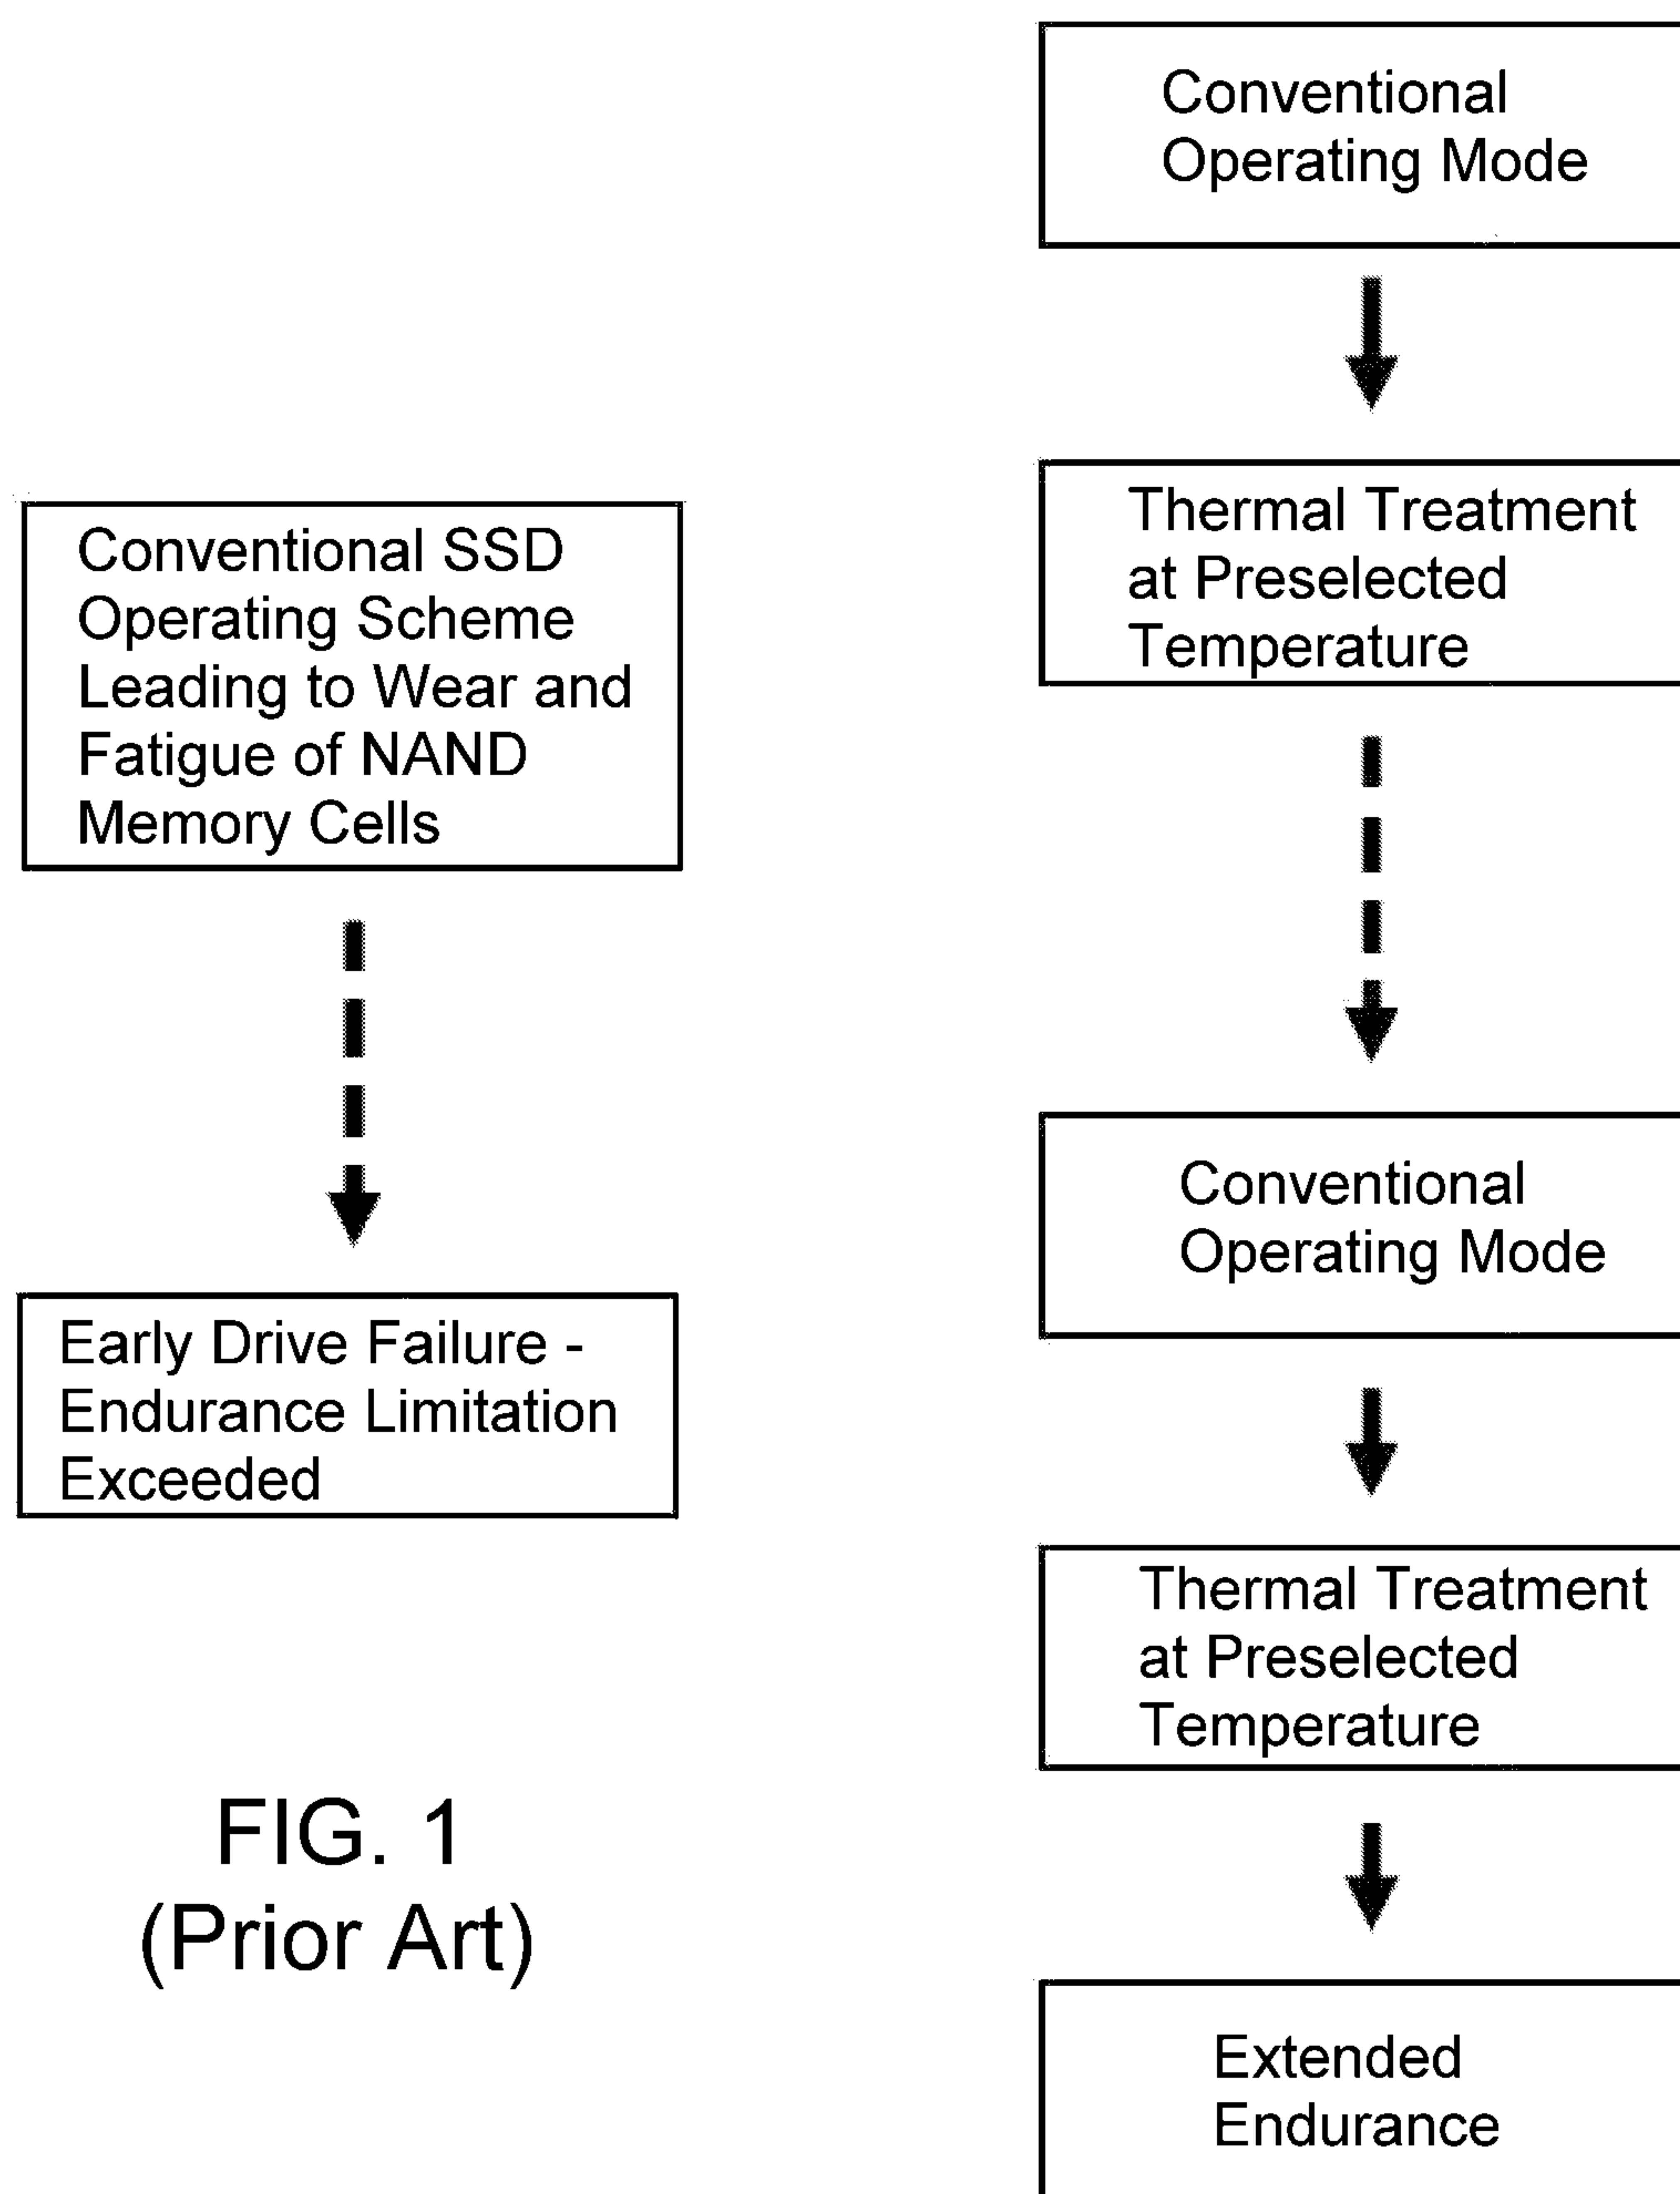 Conventional SSD
Operating Scheme
Leading to Wear and
Fatigue of NAND
Memory Cells
Early Drive Failure -
Endurance Limitation
Exceeded
FIG. 1
(Prior Art)
Conventional
Operating Mode
Thermal Treatment
at Preselected
Temperature
Conventional
Operating Mode
Thermal Treatment
at Preselected
Temperature
Extended
Endurance